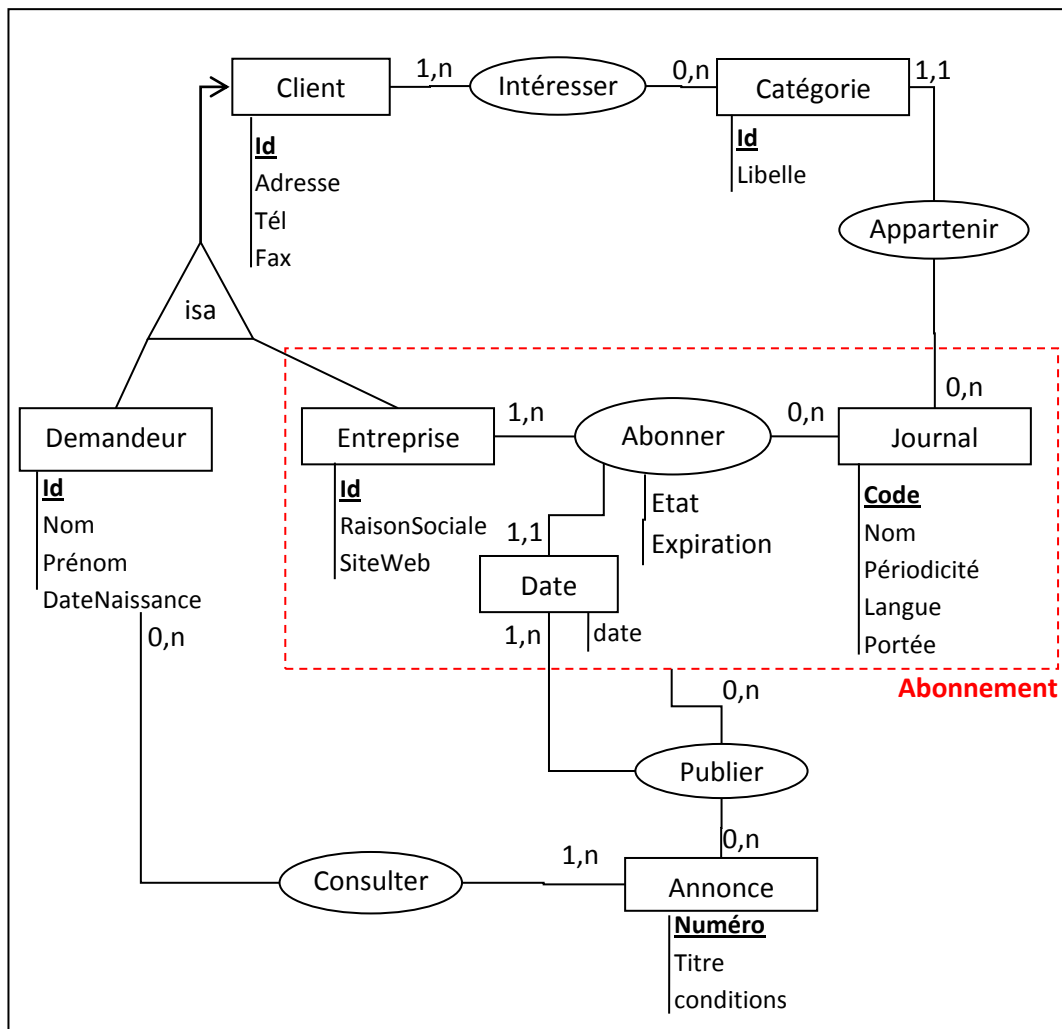 Client
1,n
Intéresser
0,n
Catégorie
1,1
Id
Adresse
Tél
Fax
Id
Libelle
Appartenir
isa
0,n
Demandeur
Entreprise
1,n
Abonner
0,n
Journal
Id
Nom
Prénom
DateNaissance
Id
RaisonSociale
SiteWeb
Etat
Expiration
Code
Nom
Périodicité
Langue
Portée
1,1
Date
date
0,n
1,n
Abonnement
0,n
Publier
0,n
Consulter
1,n
Annonce
Numéro
Titre
conditions